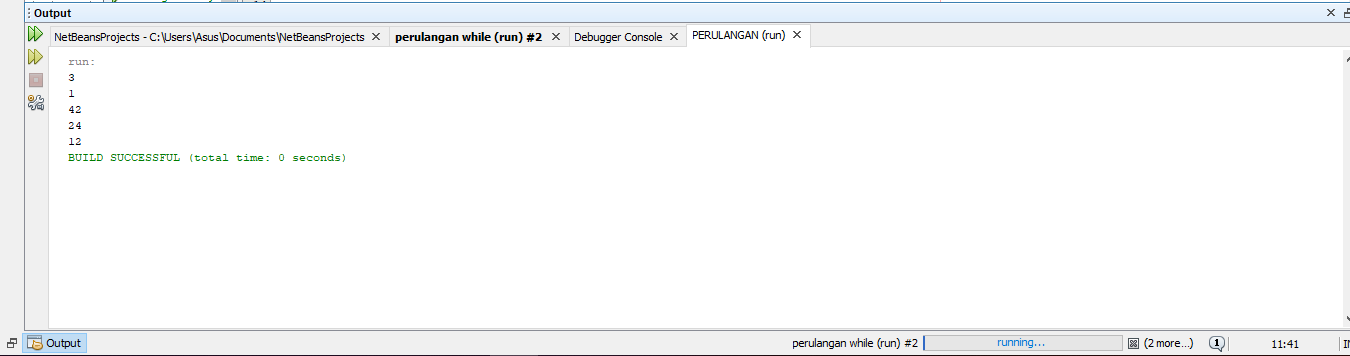 Output
NetBeansProjects - C:\Users\Asus\Documents\NetBeansProjects perulangan while (run) #2 Debugger Console PERULANGAN (run)
run:
3
1
42
24
12
BUILD SUCCESSFUL (total time: 0 seconds)
Output perulangan while (run) #2 running... (2 more...) 1 11:41